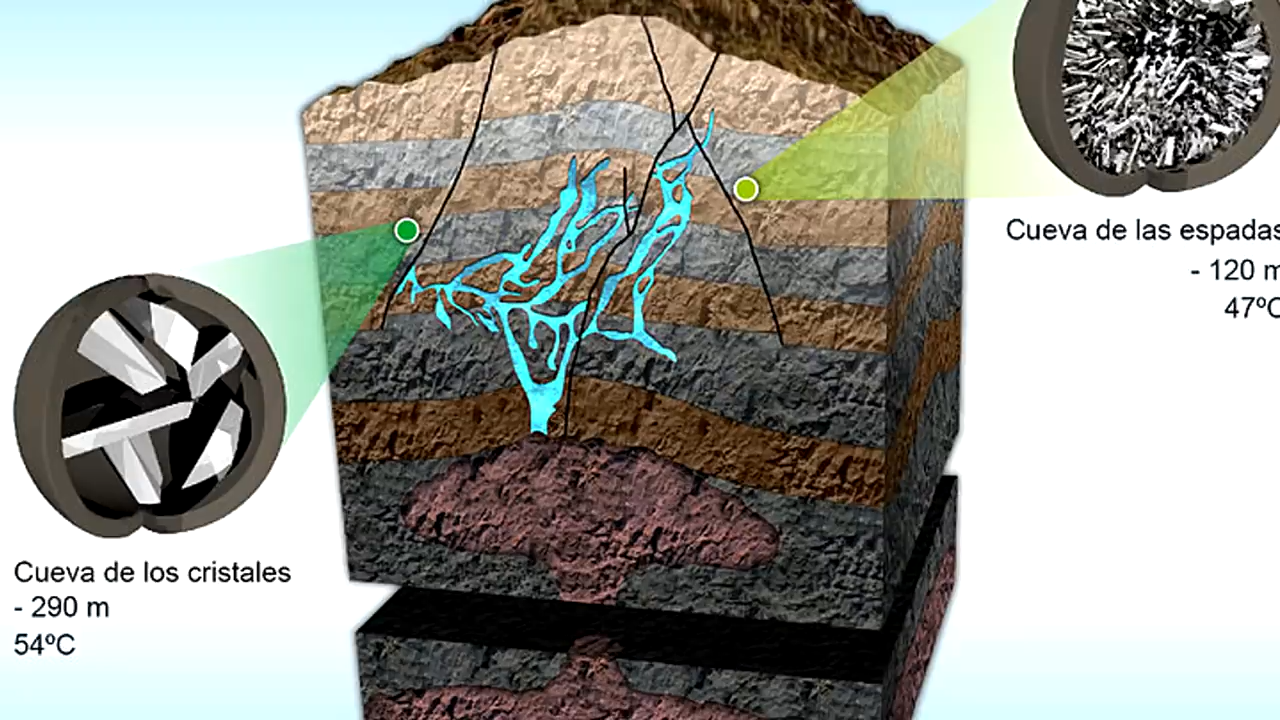 Cueva de las espadas
- 120 m
47ºC
Cueva de los cristales
- 290 m
54ºC